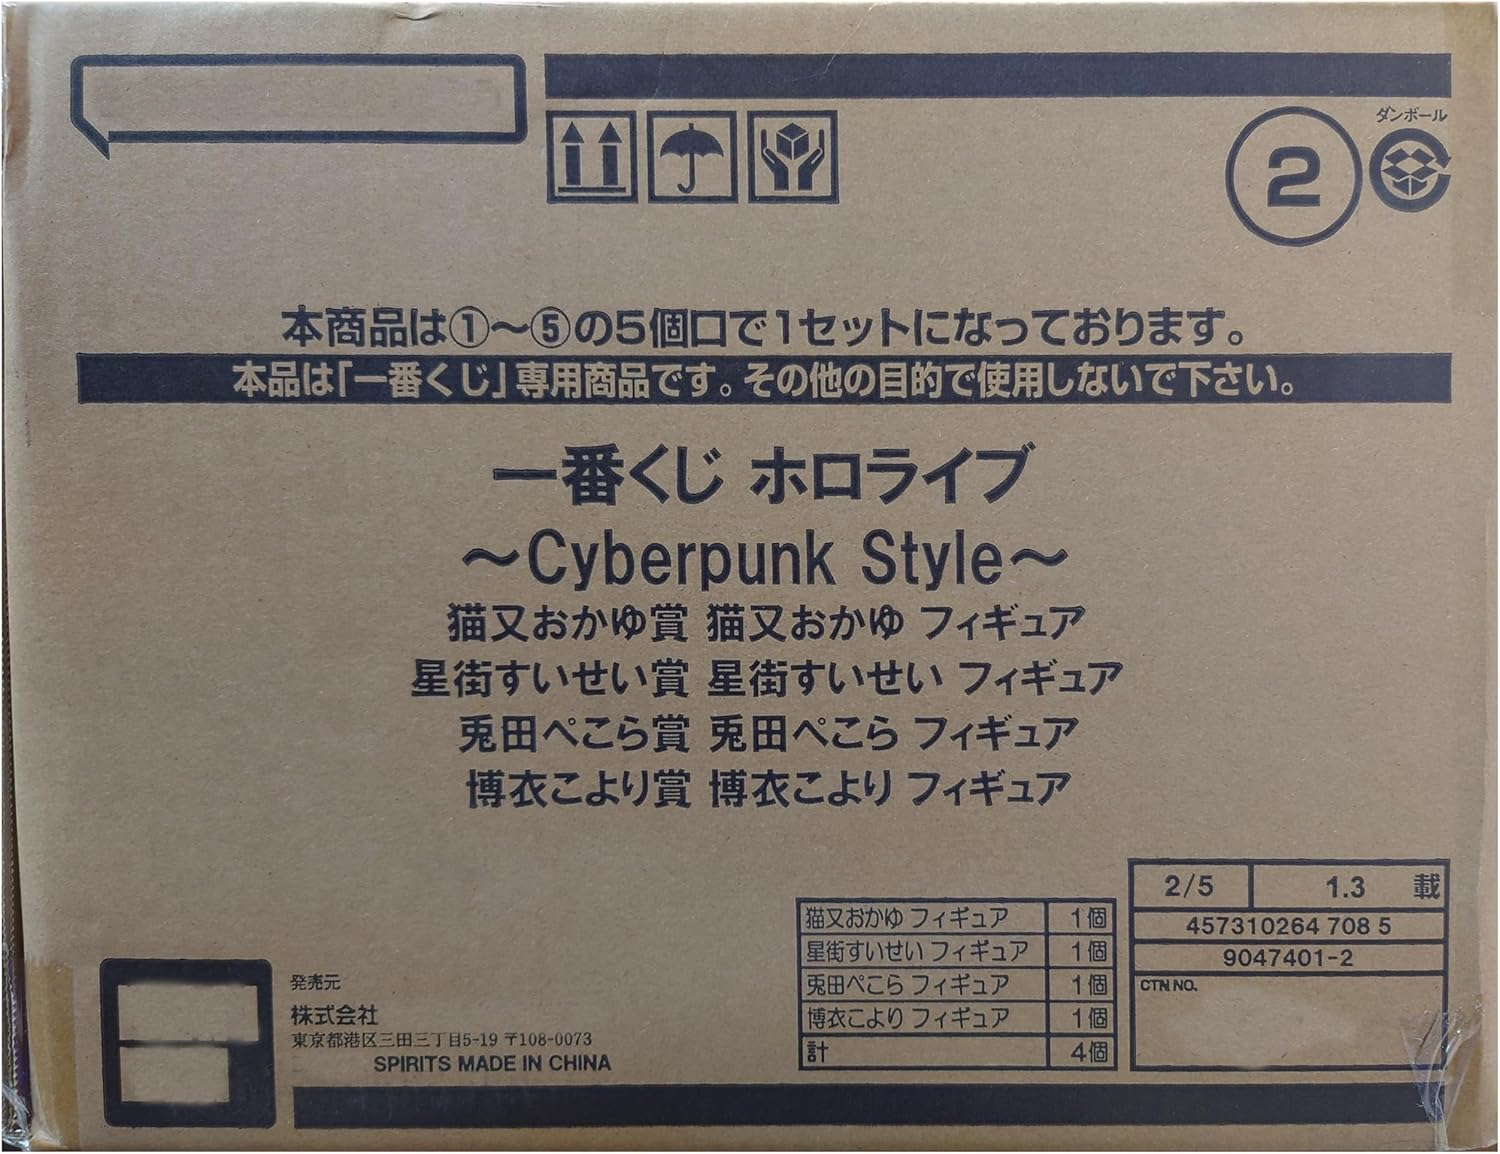 ダンボール
2
本商品は①～⑤の5個口で1セットになっております。
本品は「一番くじ」専用商品です。その他の目的で使用しないで下さい。
一番くじ ホロライブ
～Cyberpunk Style～
猫又おかゆ賞 猫又おかゆ フィギュア
星街すいせい賞 星街すいせい フィギュア
兎田ぺこら賞 兎田ぺこら フィギュア
博衣こより賞 博衣こより フィギュア
2/5 1.3 載
457310264 708 5
9047401-2
CTN NO.
猫又おかゆ フィギュア 1個
星街すいせい フィギュア 1個
兎田ぺこら フィギュア 1個
博衣こより フィギュア 1個
計 4個
発売元
株式会社
東京都港区三田三丁目5-19 〒108-0073
SPIRITS MADE IN CHINA